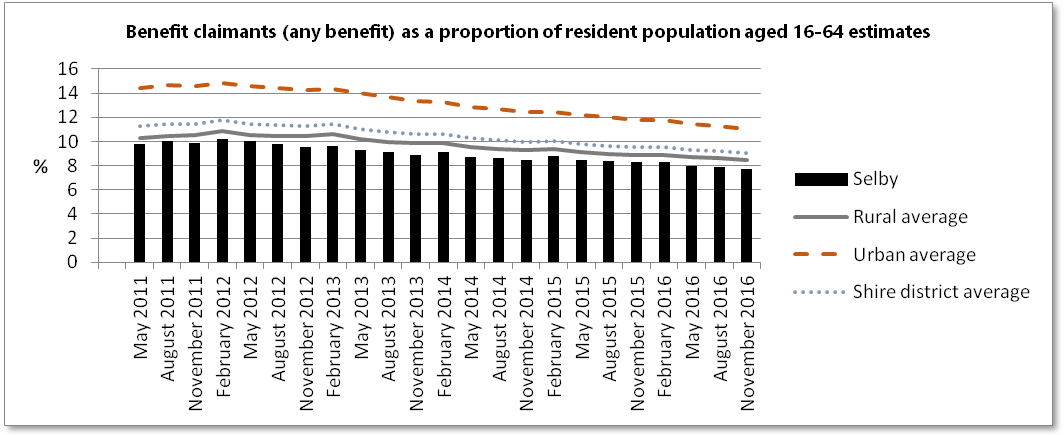 Benefit claimants (any benefit) as a proportion of resident population aged 16-64 estimates
16
14
12
10
8
6
4
2
0
%
May 2011
August 2011
November 2011
February 2012
May 2012
August 2012
November 2012
February 2013
May 2013
August 2013
November 2013
February 2014
May 2014
August 2014
November 2014
February 2015
May 2015
August 2015
November 2015
February 2016
May 2016
August 2016
November 2016
Selby
Rural average
Urban average
Shire district average